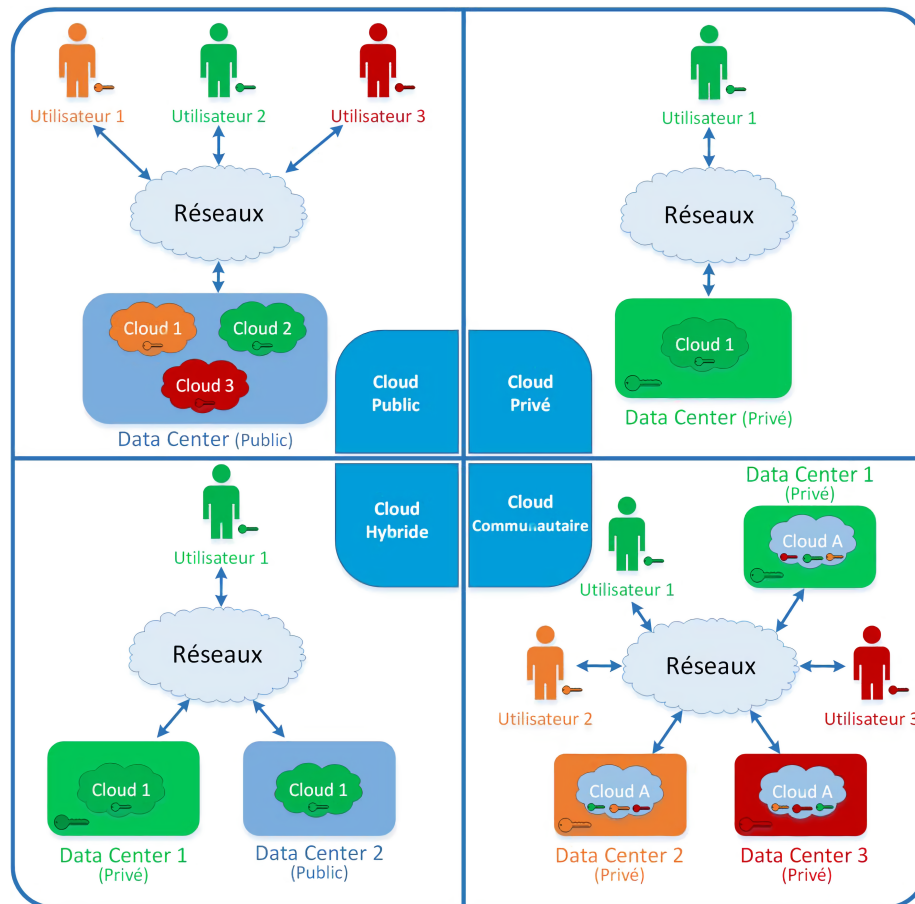 Utilisateur 1
Utilisateur 2
Utilisateur 3
Réseaux
Cloud 1
Cloud 2
Cloud 3
Data Center (Public)
Cloud
Public
Utilisateur 1
Réseaux
Cloud 1
Data Center (Privé)
Cloud
Privé
Utilisateur 1
Réseaux
Cloud 1
Data Center 1
(Privé)
Cloud 1
Data Center 2
(Public)
Cloud
Hybride
Cloud
Communautaire
Data Center 1
(Privé)
Cloud A
Utilisateur 1
Réseaux
Utilisateur 2
Utilisateur 3
Cloud A
Data Center 2
(Privé)
Cloud A
Data Center 3
(Privé)